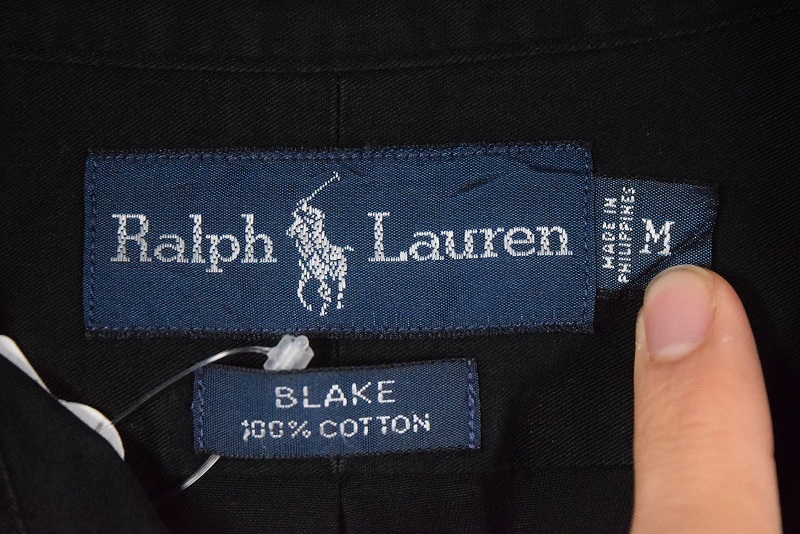 Ralph Lauren
MADE IN
PHILIPPINES
M
BLAKE
100% COTTON